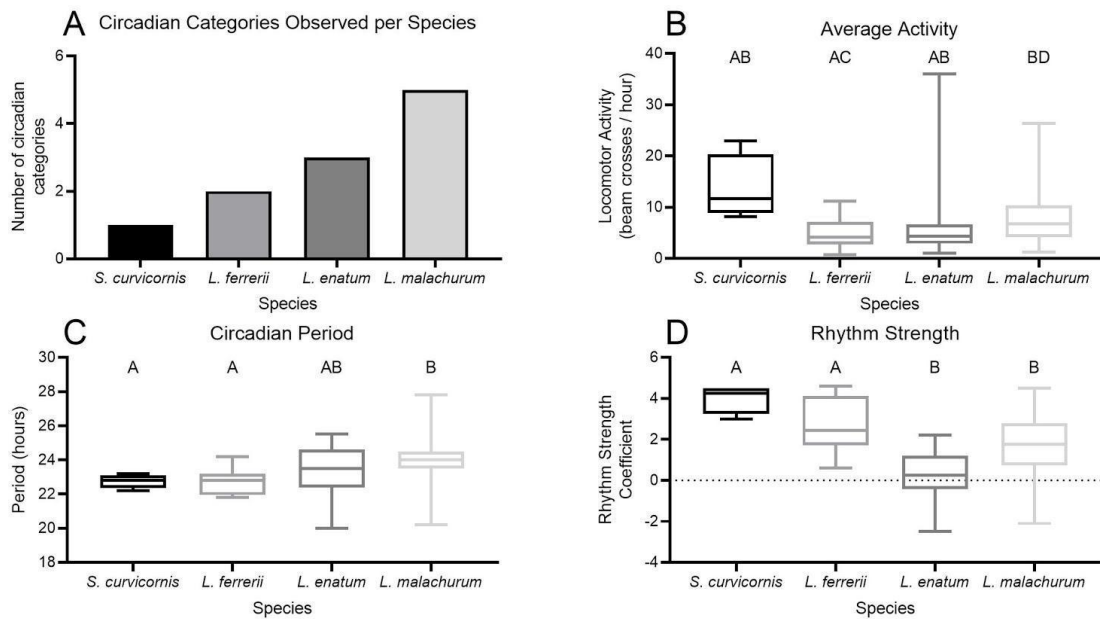 A
Circadian Categories Observed per Species
Number of circadian
categories
6
4
2
0
S. curvicornis
L. ferrerii
L. enatum
L. malachurum
Species
B
Average Activity
Locomotor Activity
(beam crosses / hour)
40
30
20
10
0
AB
AC
AB
BD
S. curvicornis
L. ferrerii
L. enatum
L. malachurum
Species
C
Circadian Period
Period (hours)
30
28
26
24
22
20
18
A
A
AB
B
S. curvicornis
L. ferrerii
L. enatum
L. malachurum
Species
D
Rhythm Strength
Rhythm Strength
Coefficient
6
4
2
0
-2
-4
A
A
B
B
S. curvicornis
L. ferrerii
L. enatum
L. malachurum
Species